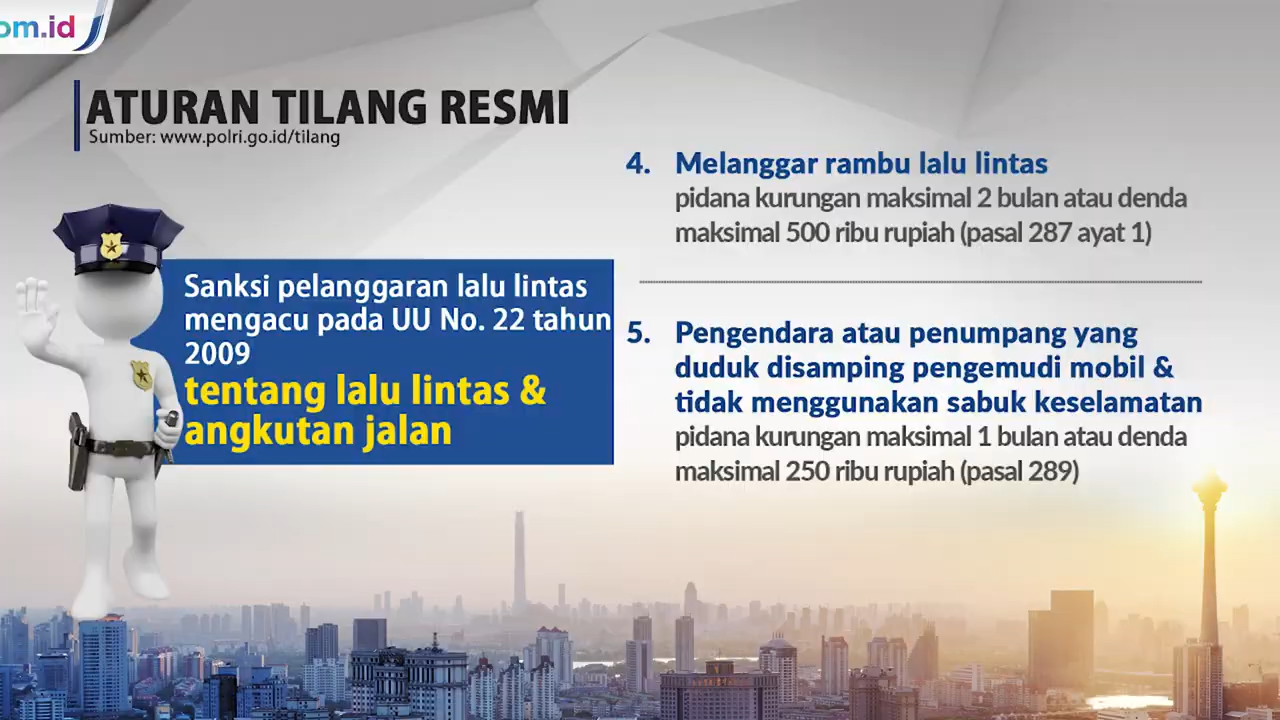 om.id
ATURAN TILANG RESMI
Sumber: www.polri.go.id/tilang
Sanksi pelanggaran lalu lintas
mengacu pada UU No. 22 tahun
2009
tentang lalu lintas &
angkutan jalan
4. Melanggar rambu lalu lintas
pidana kurungan maksimal 2 bulan atau denda
maksimal 500 ribu rupiah (pasal 287 ayat 1)
5. Pengendara atau penumpang yang
duduk disamping pengemudi mobil &
tidak menggunakan sabuk keselamatan
pidana kurungan maksimal 1 bulan atau denda
maksimal 250 ribu rupiah (pasal 289)